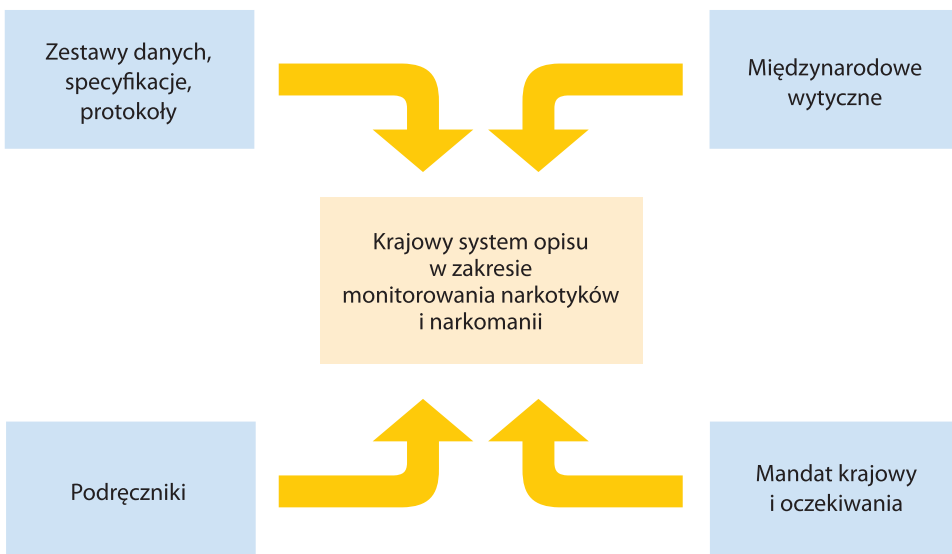 Zestawy danych,
specyfikacje,
protokoły
Międzynarodowe
wytyczne
Krajowy system opisu
w zakresie
monitorowania narkotyków
i narkomanii
Podręczniki
Mandat krajowy
i oczekiwania